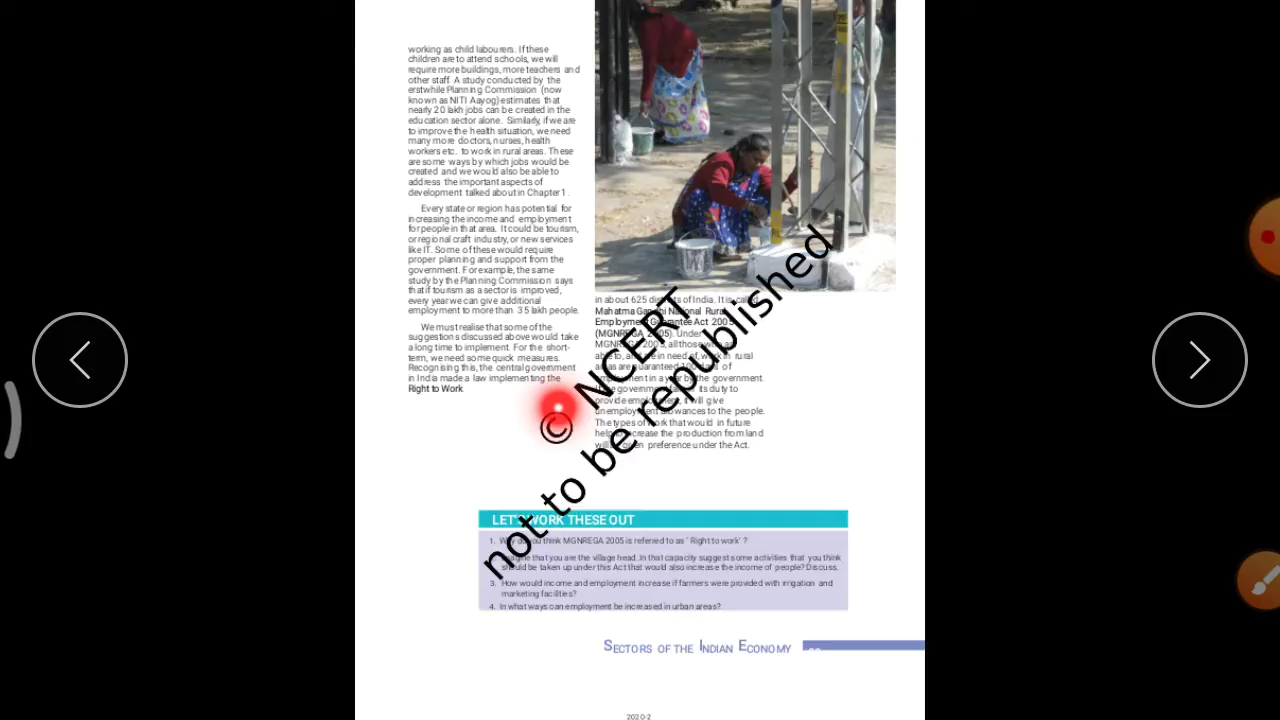 working as child labourers. If these
children are to attend schools, we will
require more buildings, more teachers and
other staff. A study conducted by the
erstwhile Planning Commission (now
known as NITI Aayog) estimates that
nearly 20 lakh jobs can be created in the
education sector alone. Similarly, if we are
to improve the health situation, we need
many more doctors, nurses, health
workers etc. to work in rural areas. These
are some ways by which jobs would be
created and we would also be able to
address the important aspects of
development talked about in Chapter 1.
Every state or region has potential for
increasing the income and employment
for people in that area. It could be tourism,
or regional craft industry, or new services
like IT. Some of these would require
proper planning and support from the
government. For example, the same
study by the Planning Commission says
that if tourism as a sector is improved,
every year we can give additional
employment to more than 35 lakh people.
We must realise that some of the
suggestions discussed above would take
a long time to implement. For the short-
term, we need some quick measures.
Recognising this, the central government
in India made a law implementing the
Right to Work
in about 625 districts of India. It is called
Mahatma Gandhi National Rural
Employment Guarantee Act 2005
(MGNREGA 2005). Under
MGNREGA 2005, all those who are
able to, and are in need of, work in rural
areas are guaranteed 100 days of
employment in a year by the government.
If the government fails in its duty to
provide employment, it will give
unemployment allowances to the people.
The types of work that would in future
help to increase the production from land
will be given preference under the Act.
© NCERT
not to be republished
LET'S WORK THESE OUT
1. Why do you think MGNREGA 2005 is referred to as ' Right to work' ?
Imagine that you are the village head. In that capacity suggest some activities that you think
should be taken up under this Act that would also increase the income of people? Discuss.
3. How would income and employment increase if farmers were provided with irrigation and
marketing facilities?
4. In what ways can employment be increased in urban areas?
SECTORS OF THE INDIAN ECONOMY
2020-2